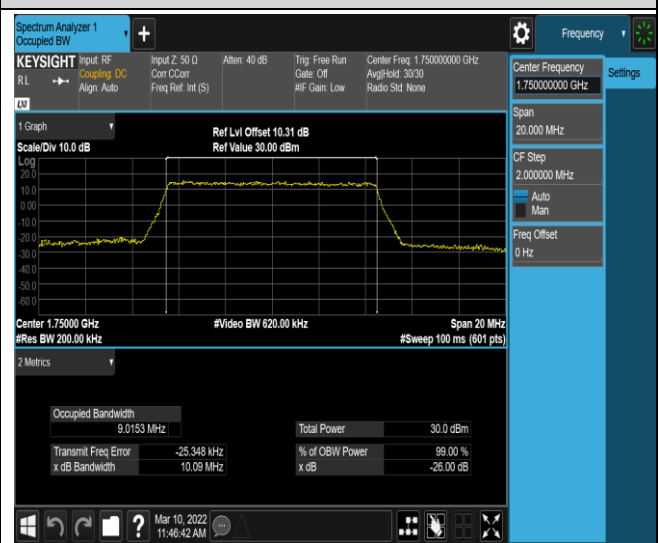 Spectrum Analyzer 1
Occupied BW
+
Frequency
KEYSIGHT Input: RF Input Z: 50 Ω Atten: 40 dB Trig: Free Run Center Freq: 1.750000000 GHz
R L Coupling: DC Corr CCorr Gate: Off Avg|Hold: 30/30
Align: Auto Freq Ref: Int (S) #IF Gain: Low Radio Std: None
LXI
Center Frequency
1.750000000 GHz
Settings
Span
20.000 MHz
CF Step
2.000000 MHz
Auto
Man
Freq Offset
0 Hz
1 Graph
Ref Lvl Offset 10.31 dB
Scale/Div 10.0 dB Ref Value 30.00 dBm
Log
20.0
10.0
0.00
-10.0
-20.0
-30.0
-40.0
-50.0
-60.0
Center 1.75000 GHz #Video BW 620.00 kHz Span 20 MHz
#Res BW 200.00 kHz #Sweep 100 ms (601 pts)
2 Metrics
Occupied Bandwidth
9.0153 MHz Total Power 30.0 dBm
Transmit Freq Error -25.348 kHz % of OBW Power 99.00 %
x dB Bandwidth 10.09 MHz x dB -26.00 dB
?
Mar 10, 2022
11:46:42 AM